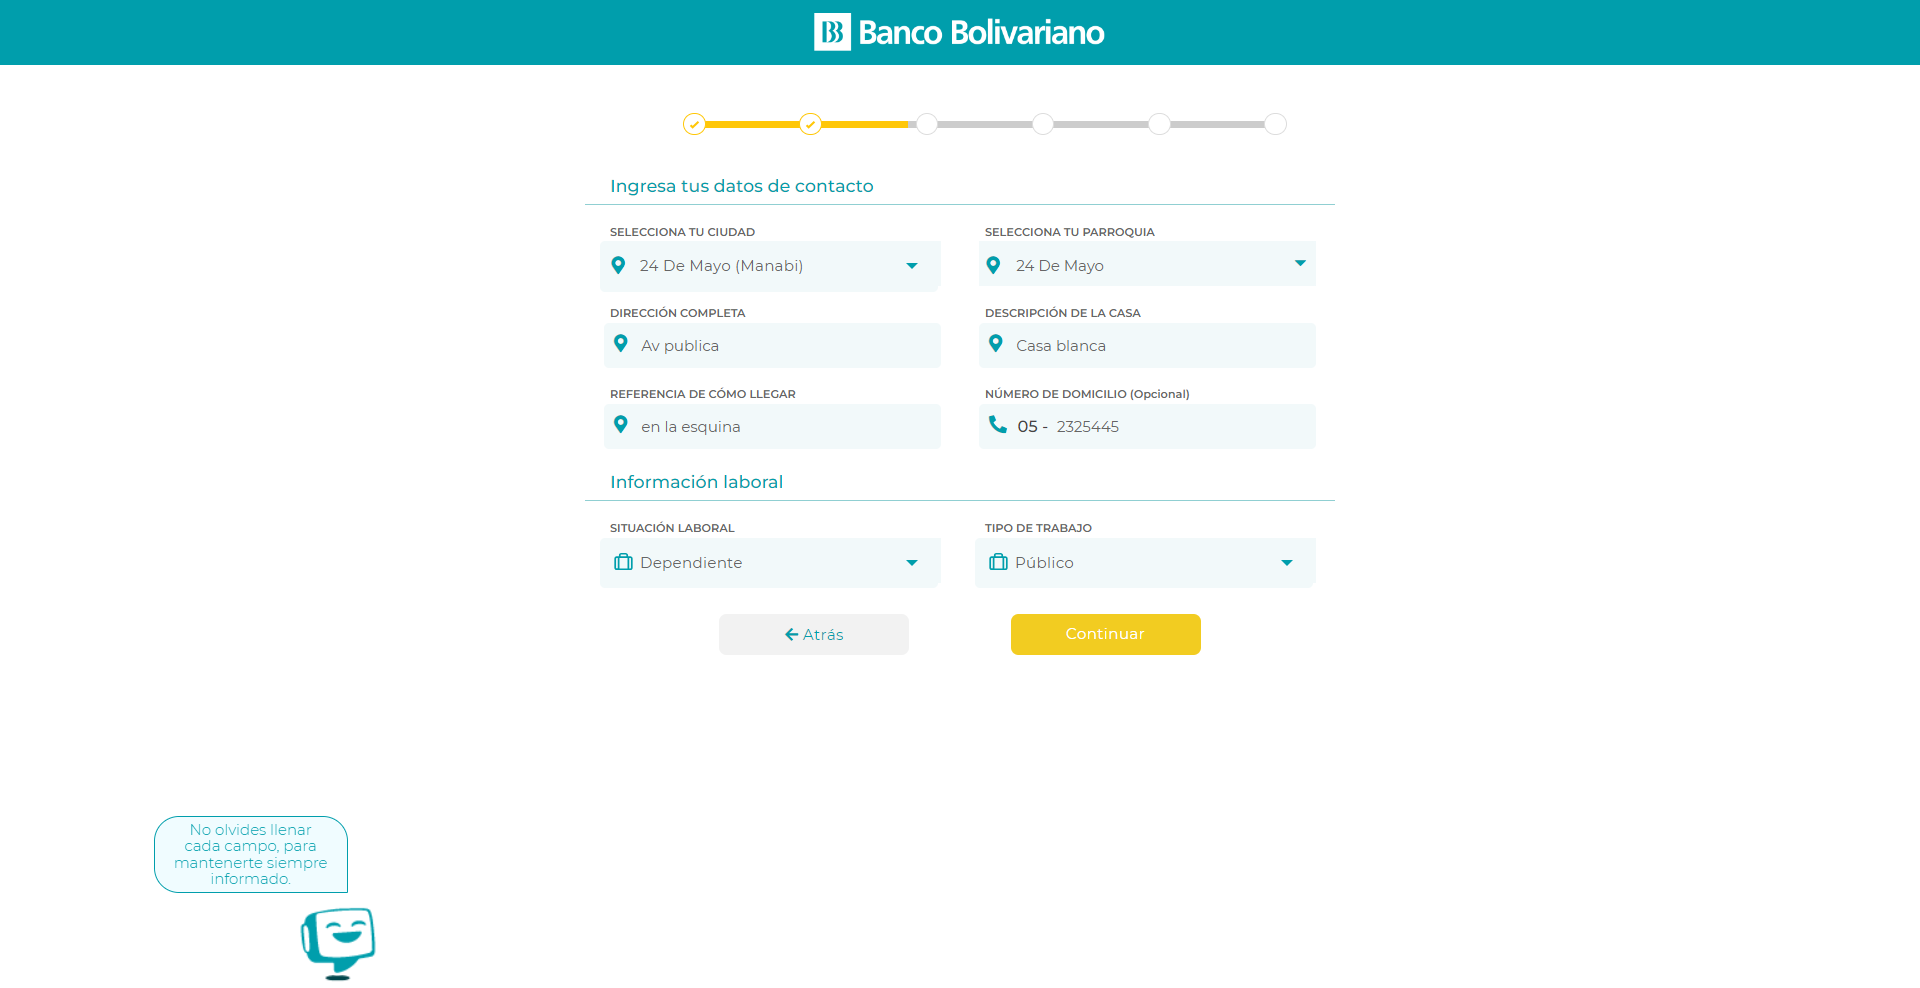 Banco Bolivariano
Ingresa tus datos de contacto
SELECCIONA TU CIUDAD
24 De Mayo (Manabi)
SELECCIONA TU PARROQUIA
24 De Mayo
DIRECCIÓN COMPLETA
Av publica
DESCRIPCIÓN DE LA CASA
Casa blanca
REFERENCIA DE CÓMO LLEGAR
en la esquina
NÚMERO DE DOMICILIO (Opcional)
05 - 2325445
Información laboral
SITUACIÓN LABORAL
Dependiente
TIPO DE TRABAJO
Público
Atrás
Continuar
No olvides llenar
cada campo, para
mantenerte siempre
informado.